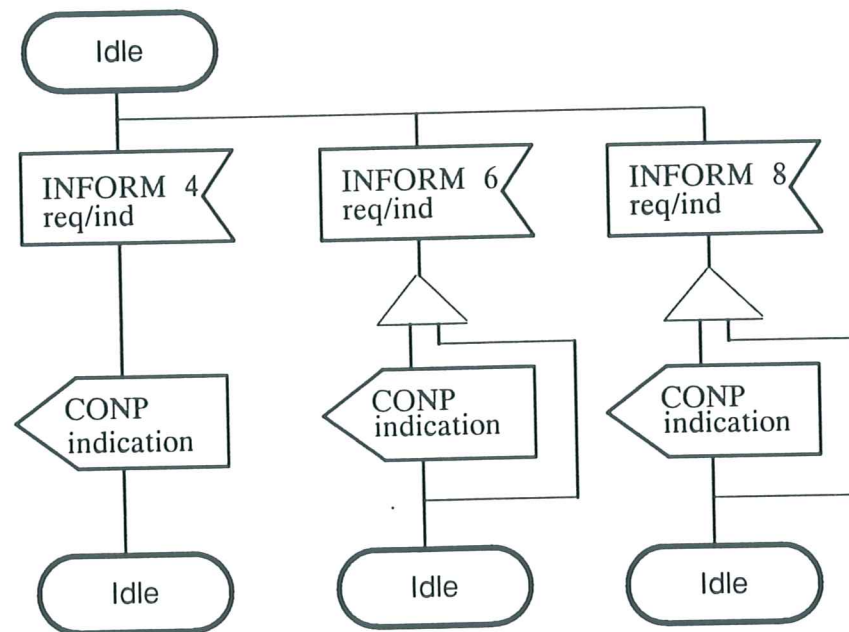 Idle
INFORM 4
req/ind
INFORM 6
req/ind
INFORM 8
req/ind
CONP
indication
CONP
indication
CONP
indication
Idle
Idle
Idle